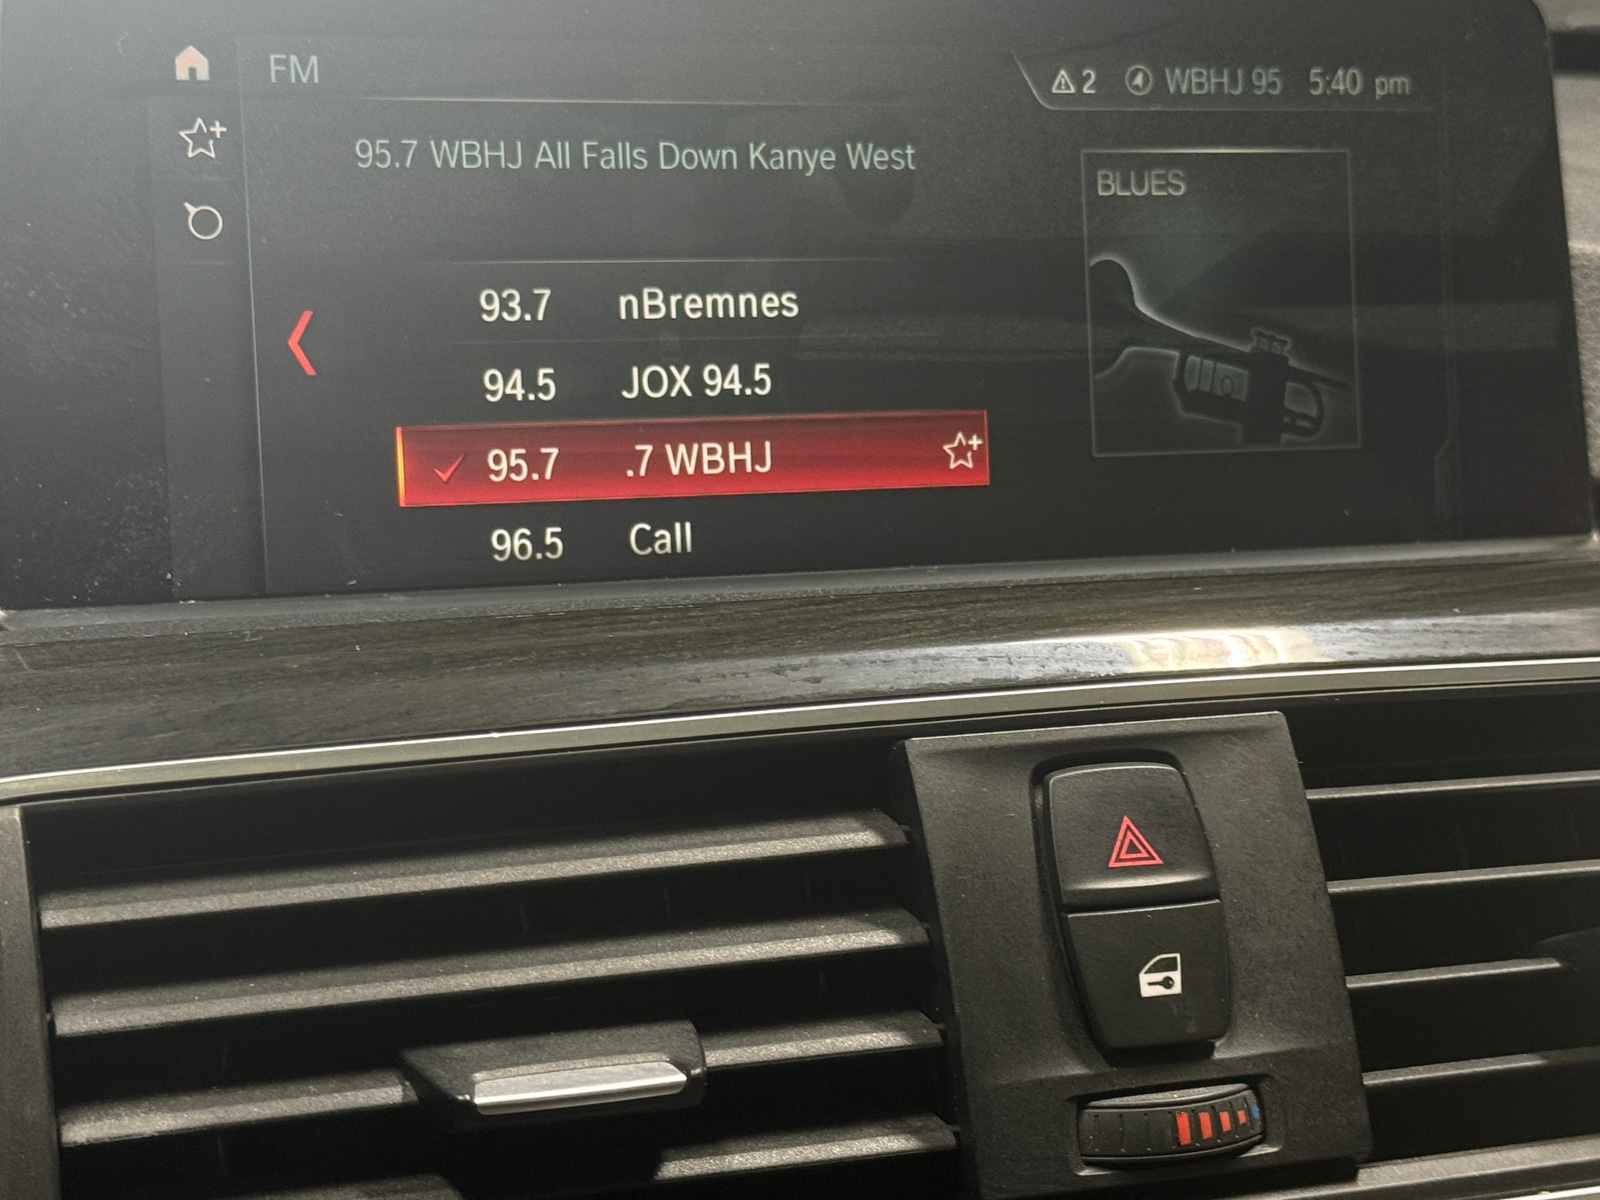 FM
2 WBHJ 95 5:40 pm
95.7 WBHJ All Falls Down Kanye West
BLUES
93.7 nBremnes
94.5 JOX 94.5
95.7 .7 WBHJ
96.5 Call